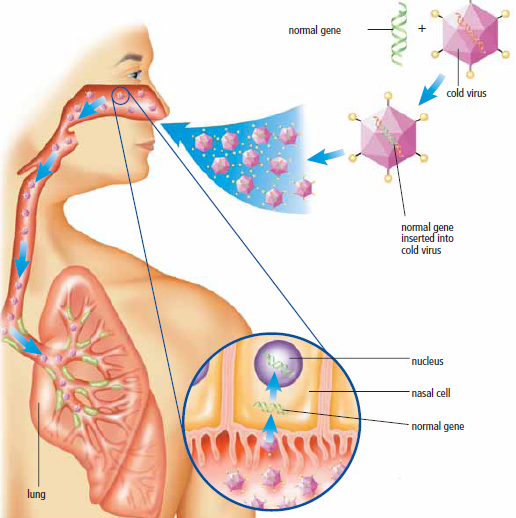 normal gene
+
cold virus
normal gene
inserted into
cold virus
nucleus
nasal cell
normal gene
lung